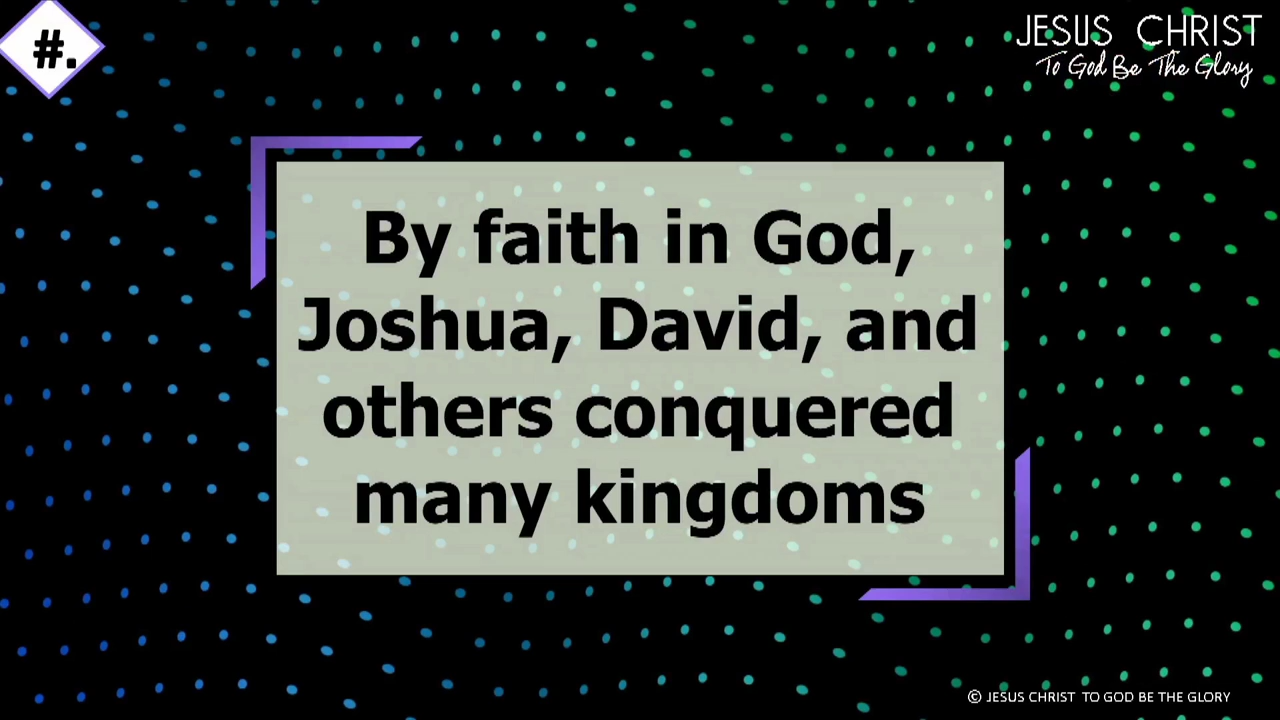 #.
JESUS CHRIST
To God Be The Glory
By faith in God,
Joshua, David, and
others conquered
many kingdoms
© JESUS CHRIST TO GOD BE THE GLORY